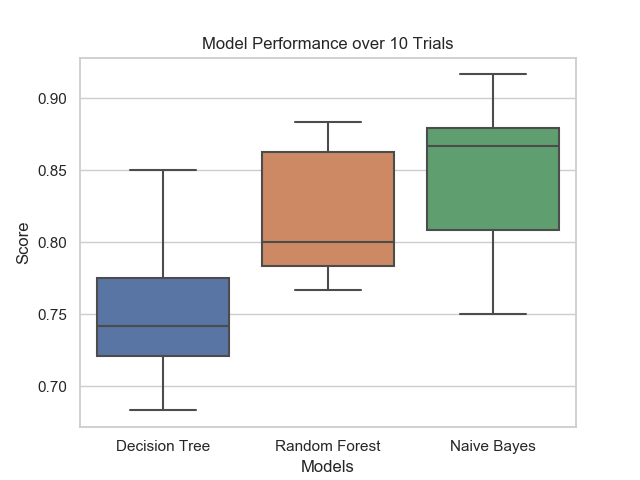 Model Performance over 10 Trials
0.90
0.85
0.80
0.75
0.70
Score
Decision Tree
Random Forest
Naive Bayes
Models